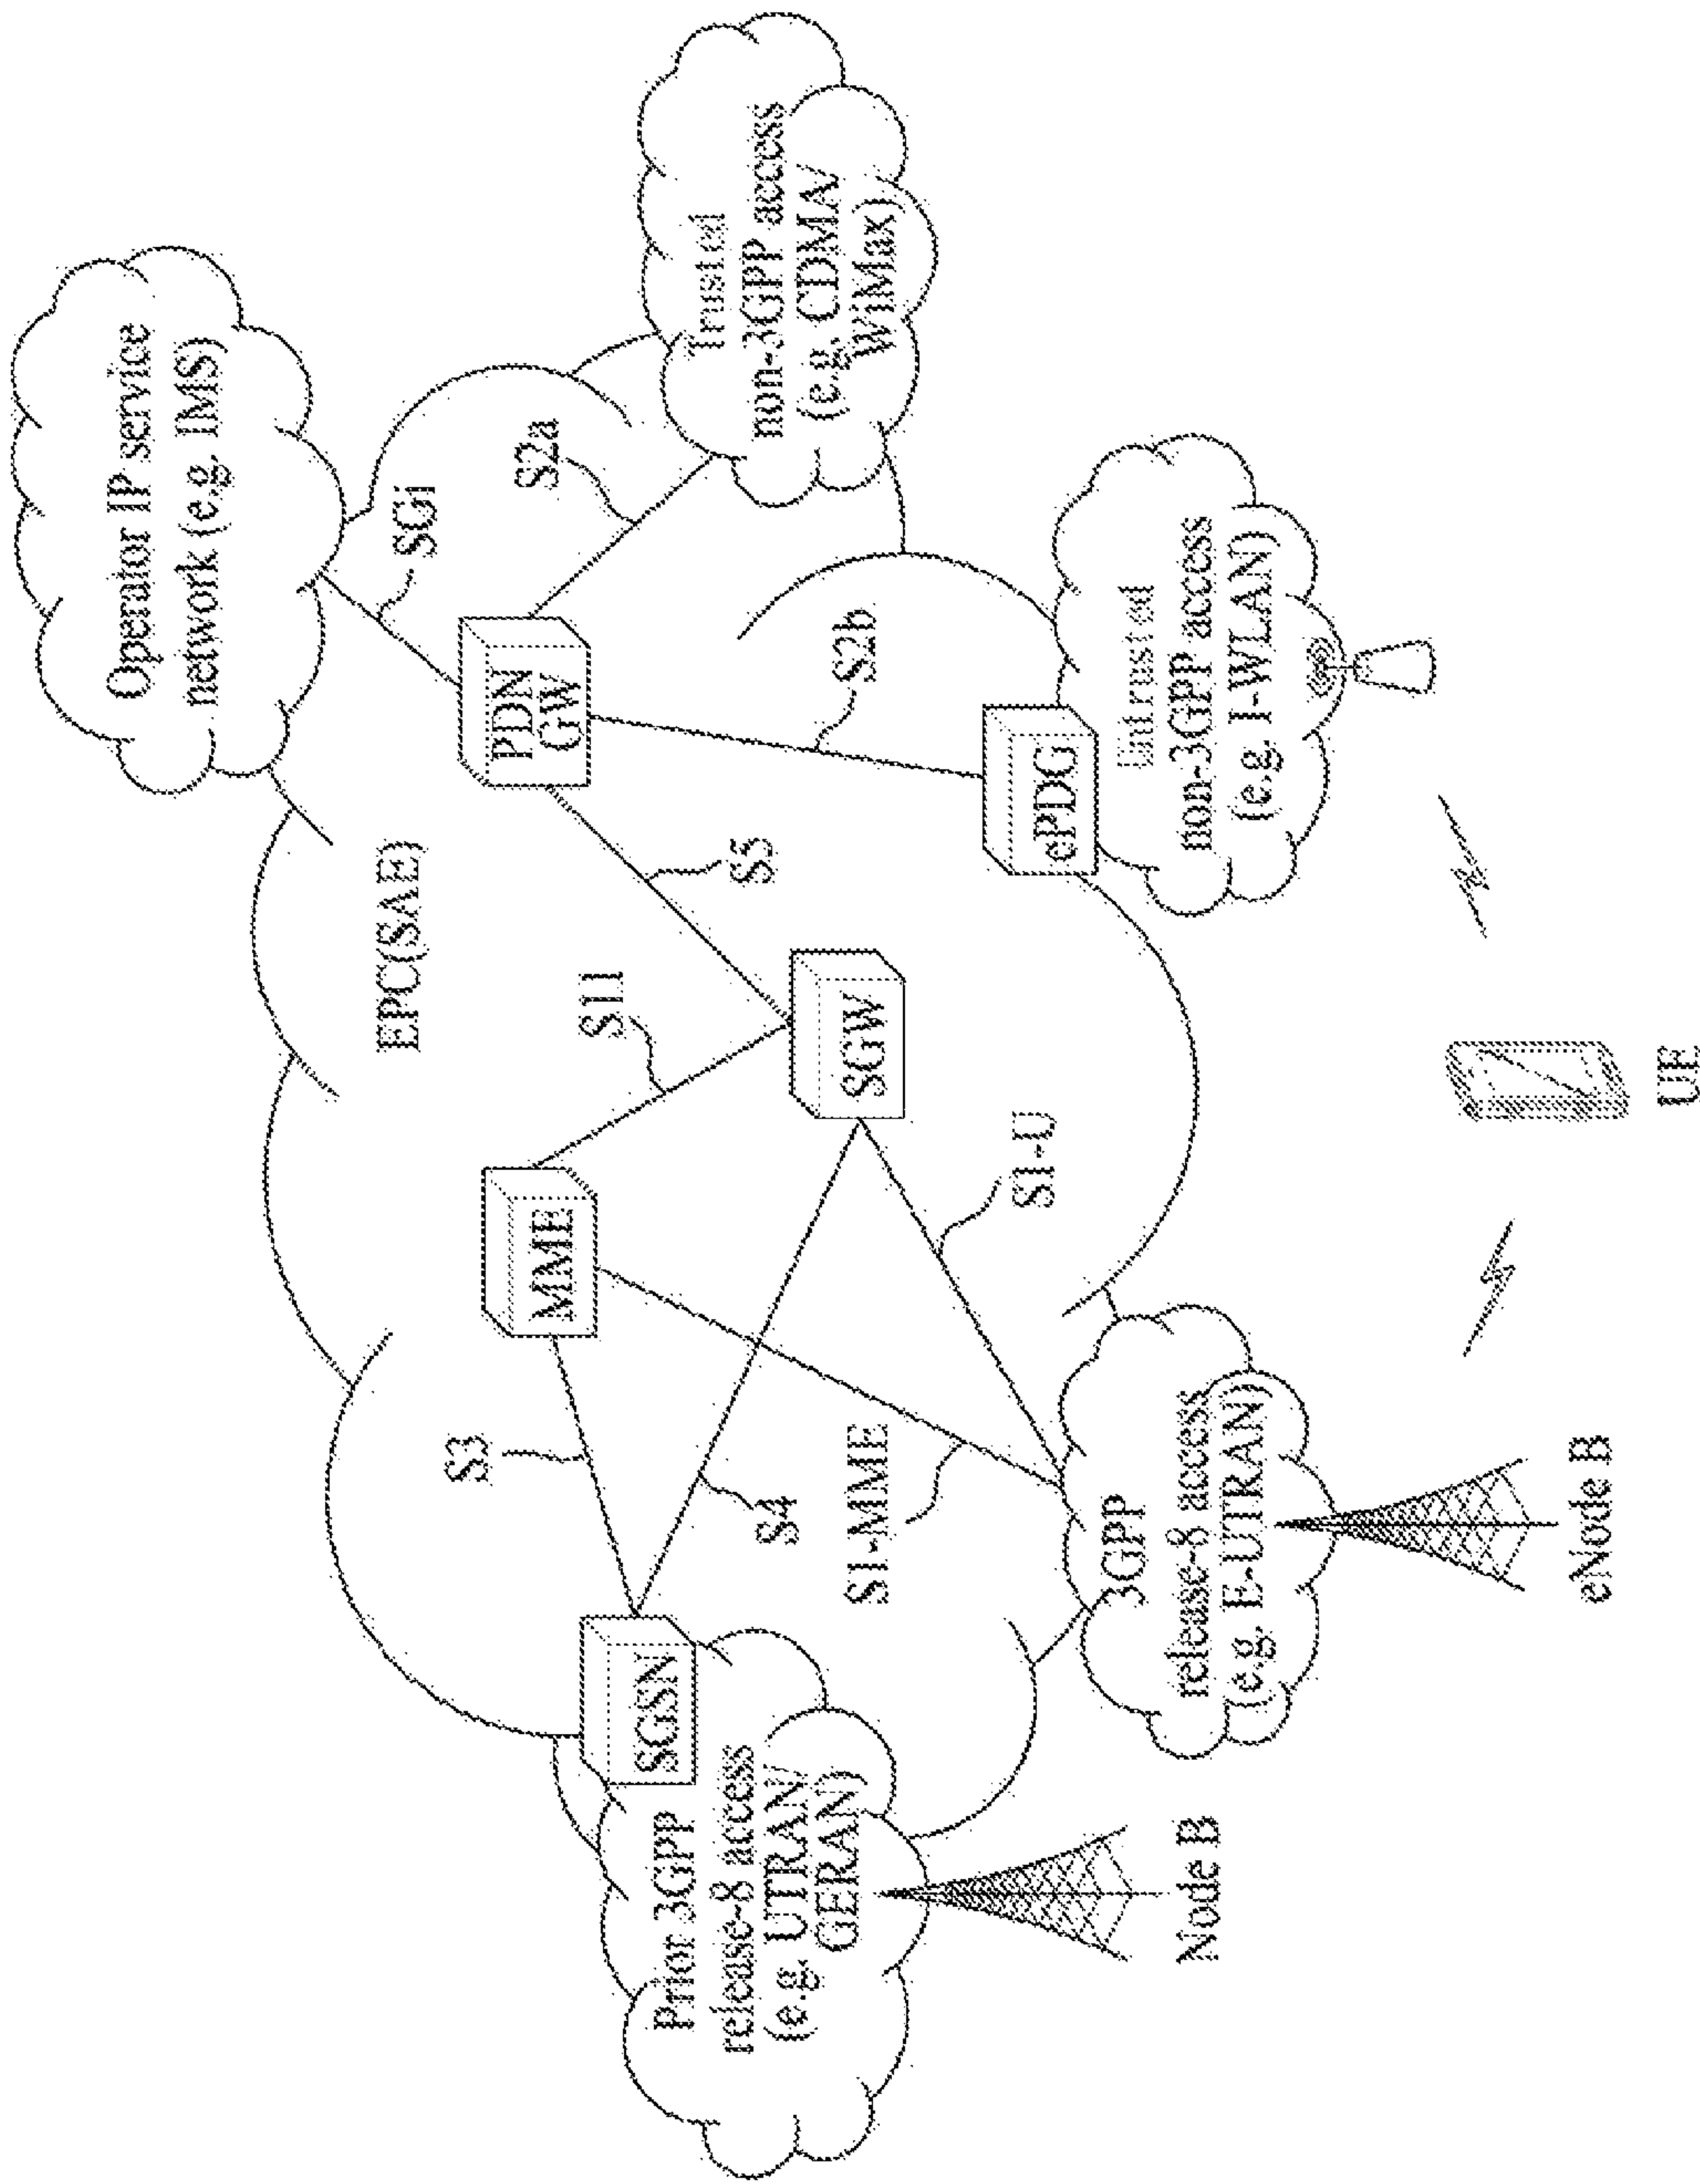 Operator IP service
network (e.g. IMS)
SGi
EPC(SAE)
PDN
GW
S2a
Trusted
non-3GPP access
(e.g. CDMA/
WiMax)
S3
MME
S11
S5
S2b
SGSN
Prior 3GPP
release-8 access
(e.g. UTRAN/
GERAN)
S4
SGW
S1-MME
S1-U
ePDG
Untrusted
non-3GPP access
(e.g. I-WLAN)
3GPP
release-8 access
(e.g. E-UTRAN)
Node B
eNode B
UE